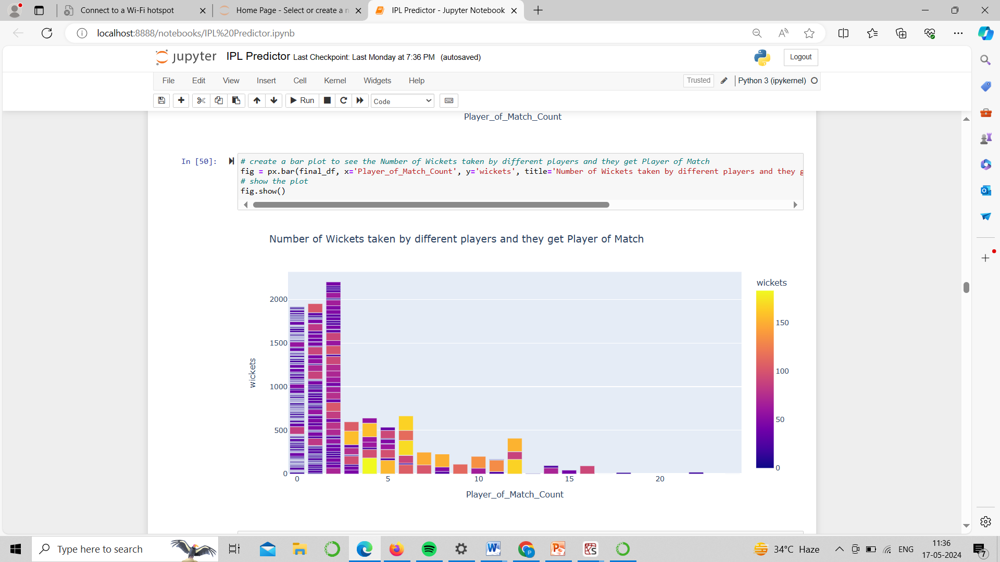 Connect to a Wi-Fi hotspot
Home Page - Select or create a n
IPL Predictor - Jupyter Notebook
localhost:8888/notebooks/IPL%20Predictor.ipynb
jupyter IPL Predictor Last Checkpoint: Last Monday at 7:36 PM (autosaved)
Logout
File Edit View Insert Cell Kernel Widgets Help
Trusted Python 3 (ipykernel)
Run Code
Player_of_Match_Count
In [50]:
# create a bar plot to see the Number of Wickets taken by different players and they get Player of Match
fig = px.bar(final_df, x='Player_of_Match_Count', y='wickets', title='Number of Wickets taken by different players and they g
# show the plot
fig.show()
Number of Wickets taken by different players and they get Player of Match
wickets
2000
1500
1000
500
0
wickets
150
100
50
0
0 5 10 15 20
Player_of_Match_Count
Type here to search
34°C Haze
ENG
11:36
17-05-2024
7